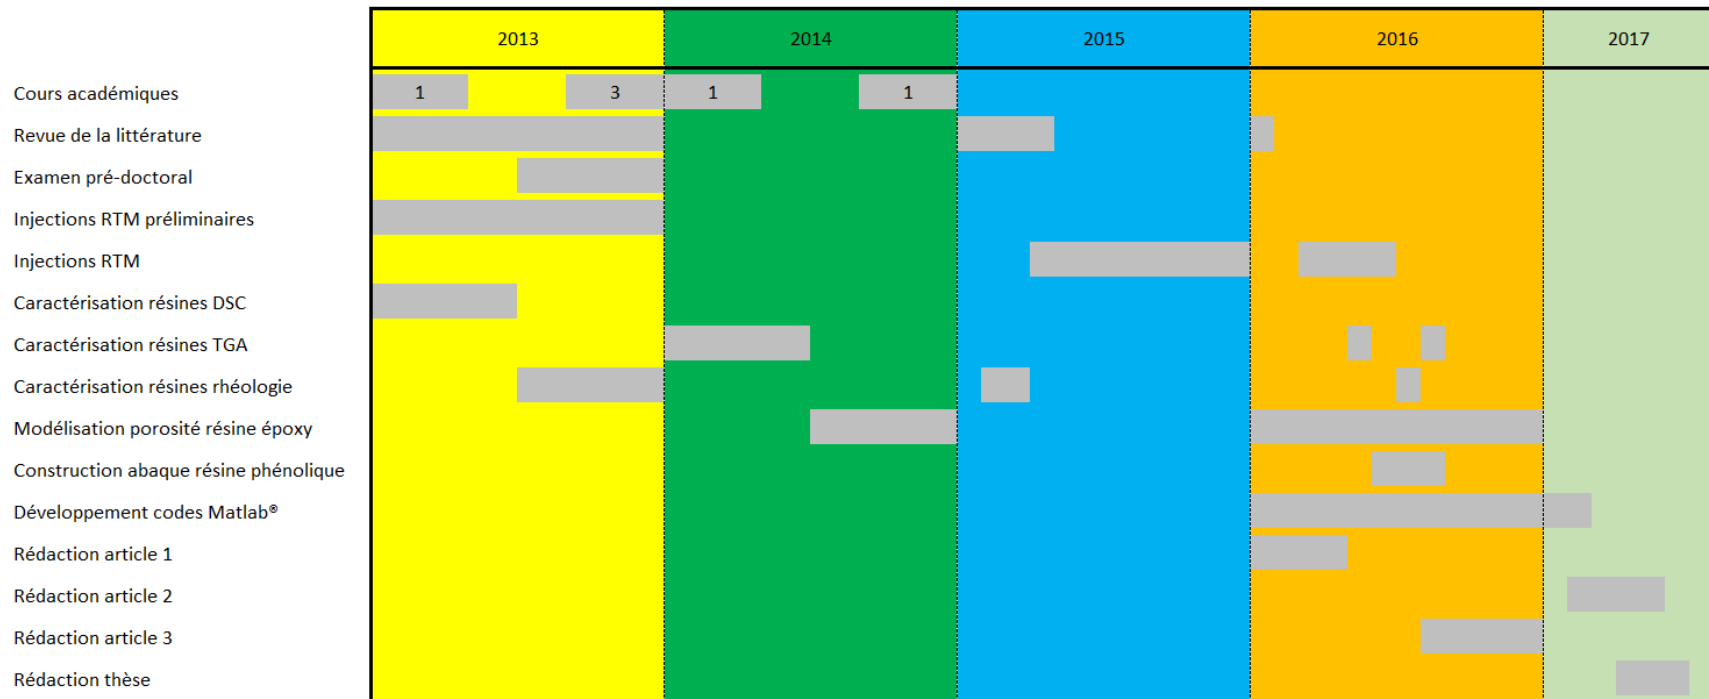 2013 2014 2015 2016 2017
Cours académiques 1 3 1 1
Revue de la littérature
Examen pré-doctoral
Injections RTM préliminaires
Injections RTM
Caractérisation résines DSC
Caractérisation résines TGA
Caractérisation résines rhéologie
Modélisation porosité résine époxy
Construction abaque résine phénolique
Développement codes Matlab®
Rédaction article 1
Rédaction article 2
Rédaction article 3
Rédaction thèse